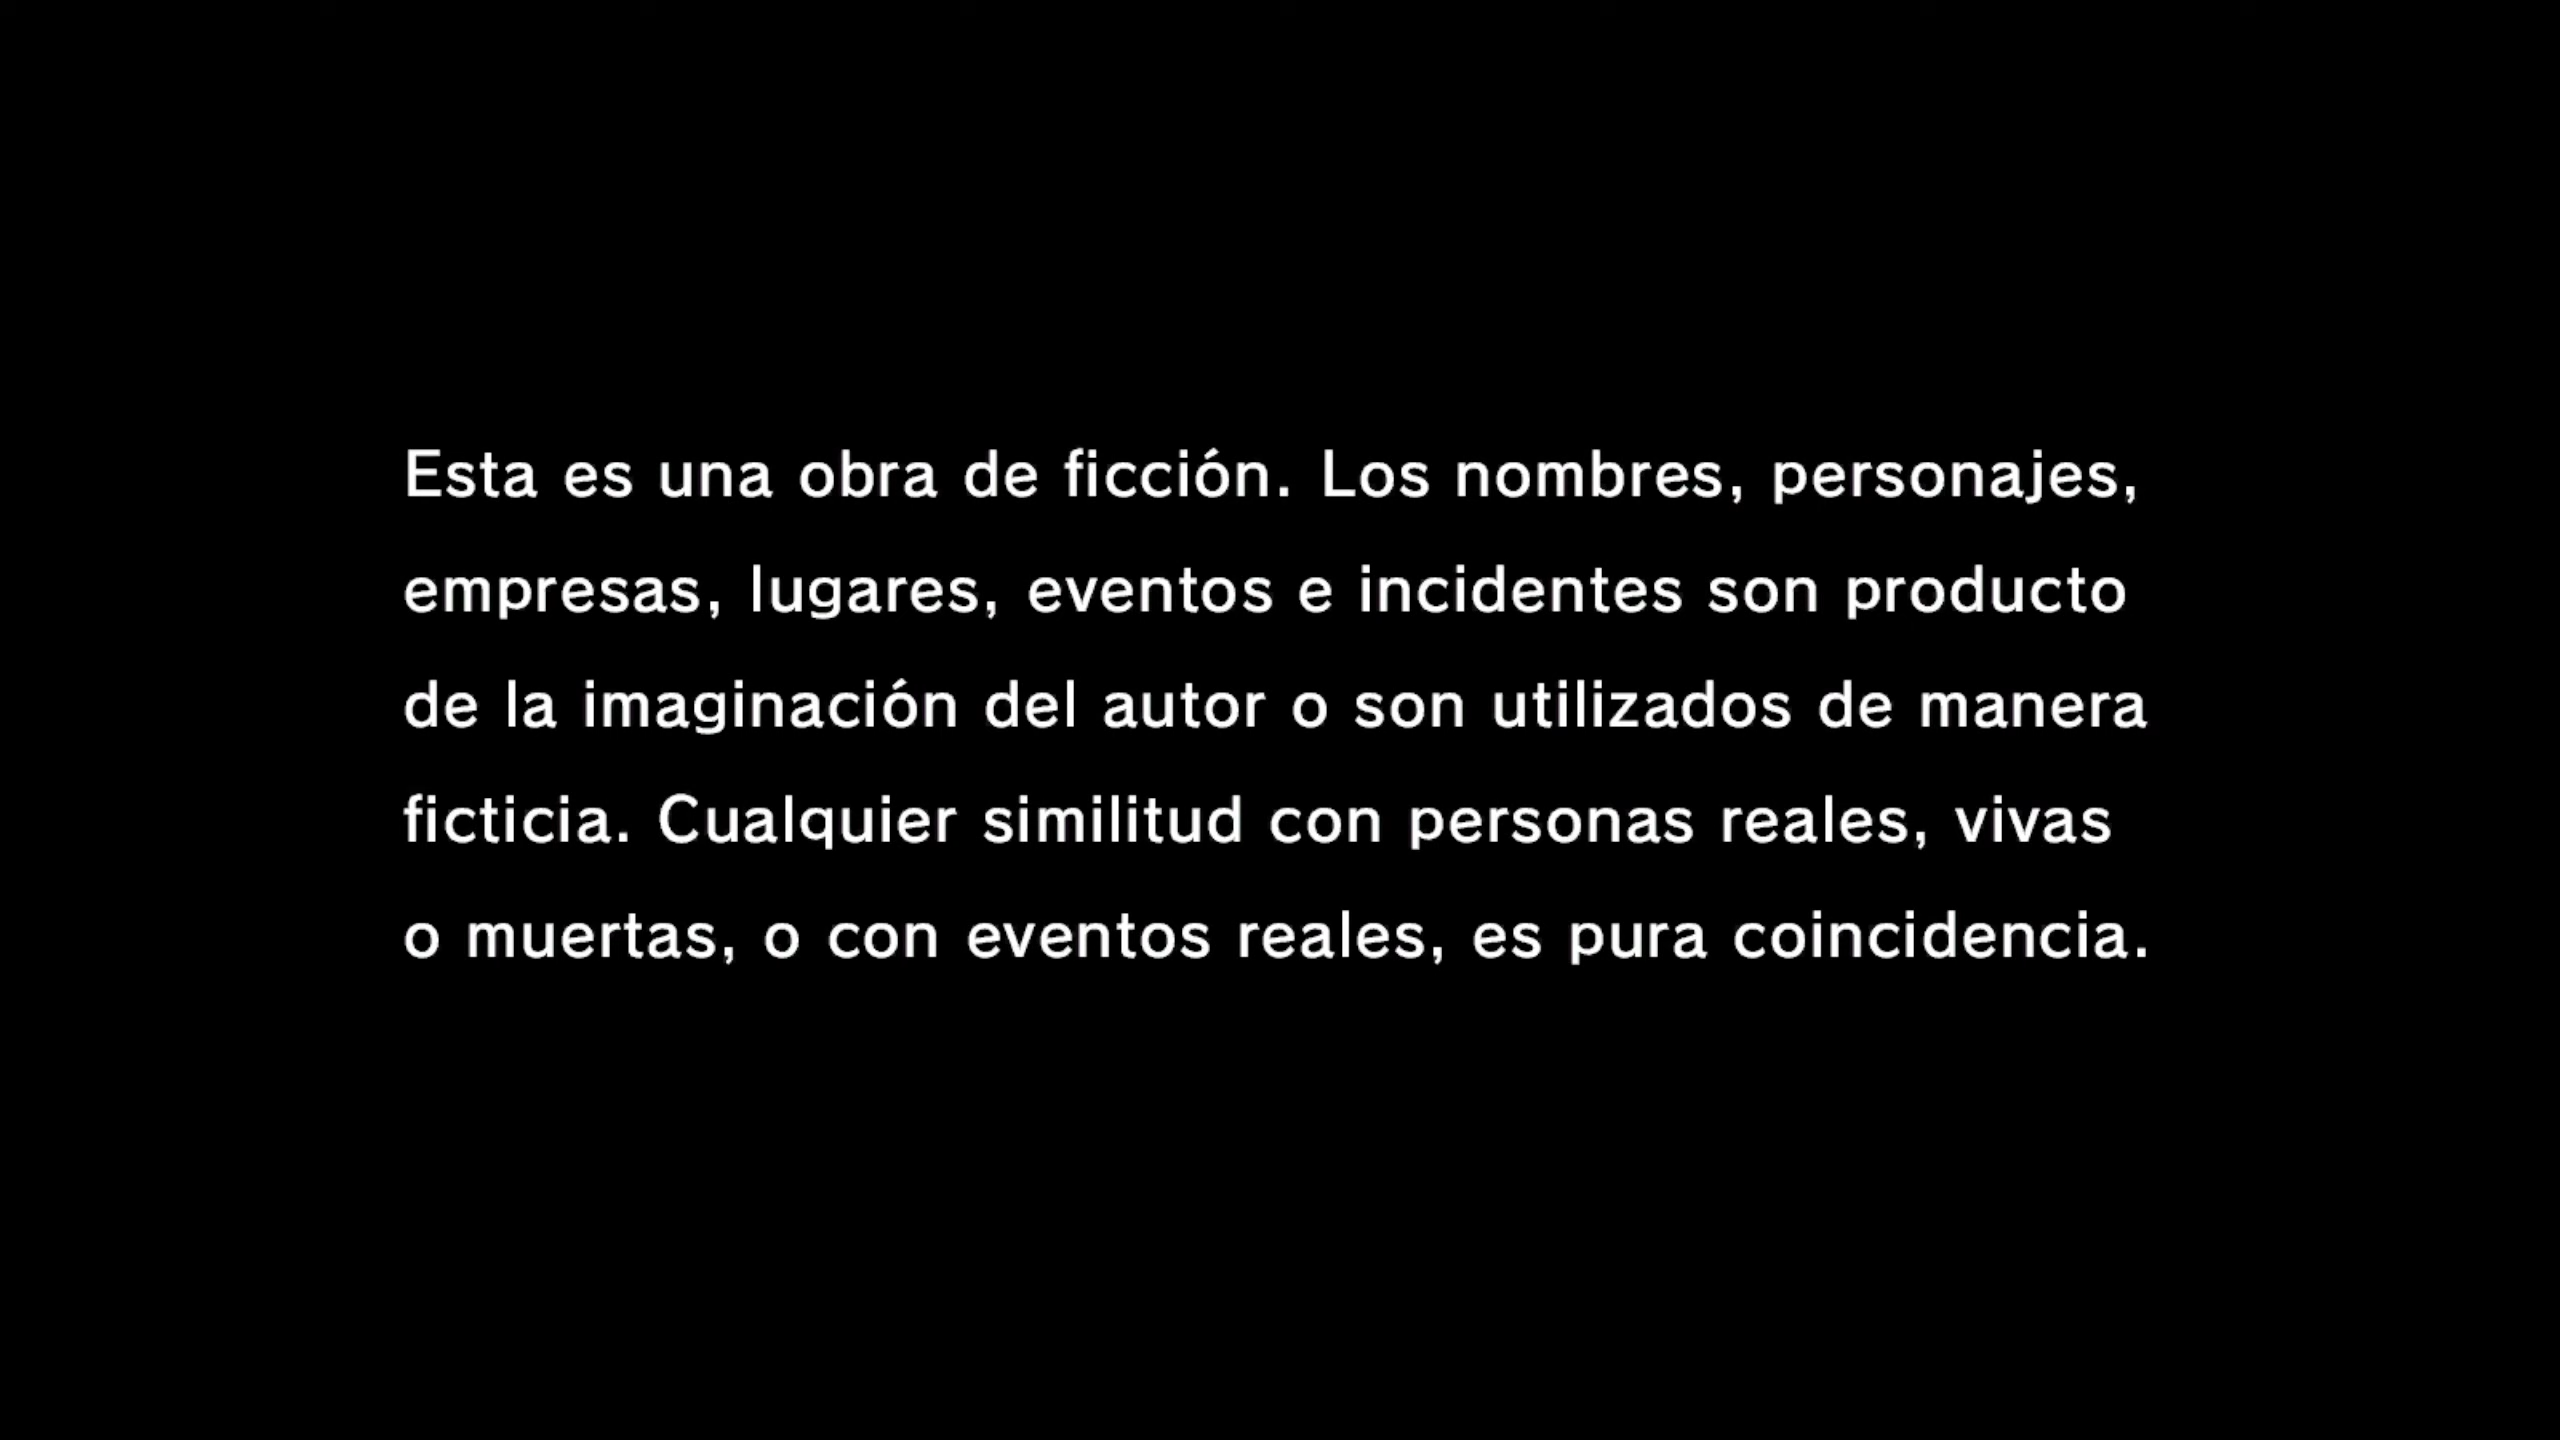 Esta es una obra de ficción. Los nombres, personajes,
empresas, lugares, eventos e incidentes son producto
de la imaginación del autor o son utilizados de manera
ficticia. Cualquier similitud con personas reales, vivas
o muertas, o con eventos reales, es pura coincidencia.